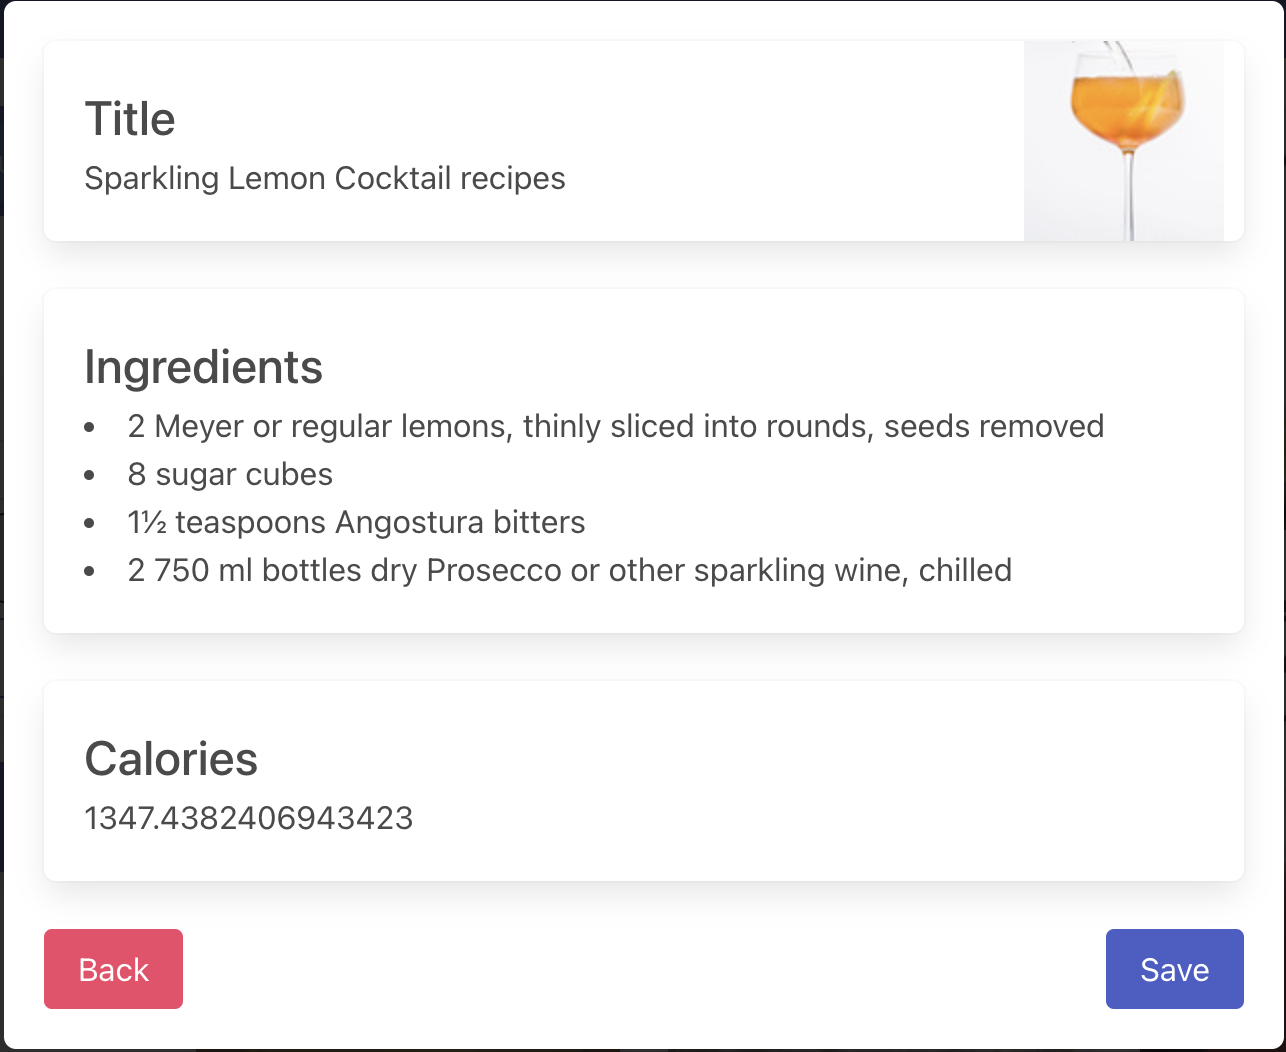 Title
Sparkling Lemon Cocktail recipes
Ingredients
• 2 Meyer or regular lemons, thinly sliced into rounds, seeds removed
• 8 sugar cubes
• 1½ teaspoons Angostura bitters
• 2 750 ml bottles dry Prosecco or other sparkling wine, chilled
Calories
1347.4382406943423
Back
Save